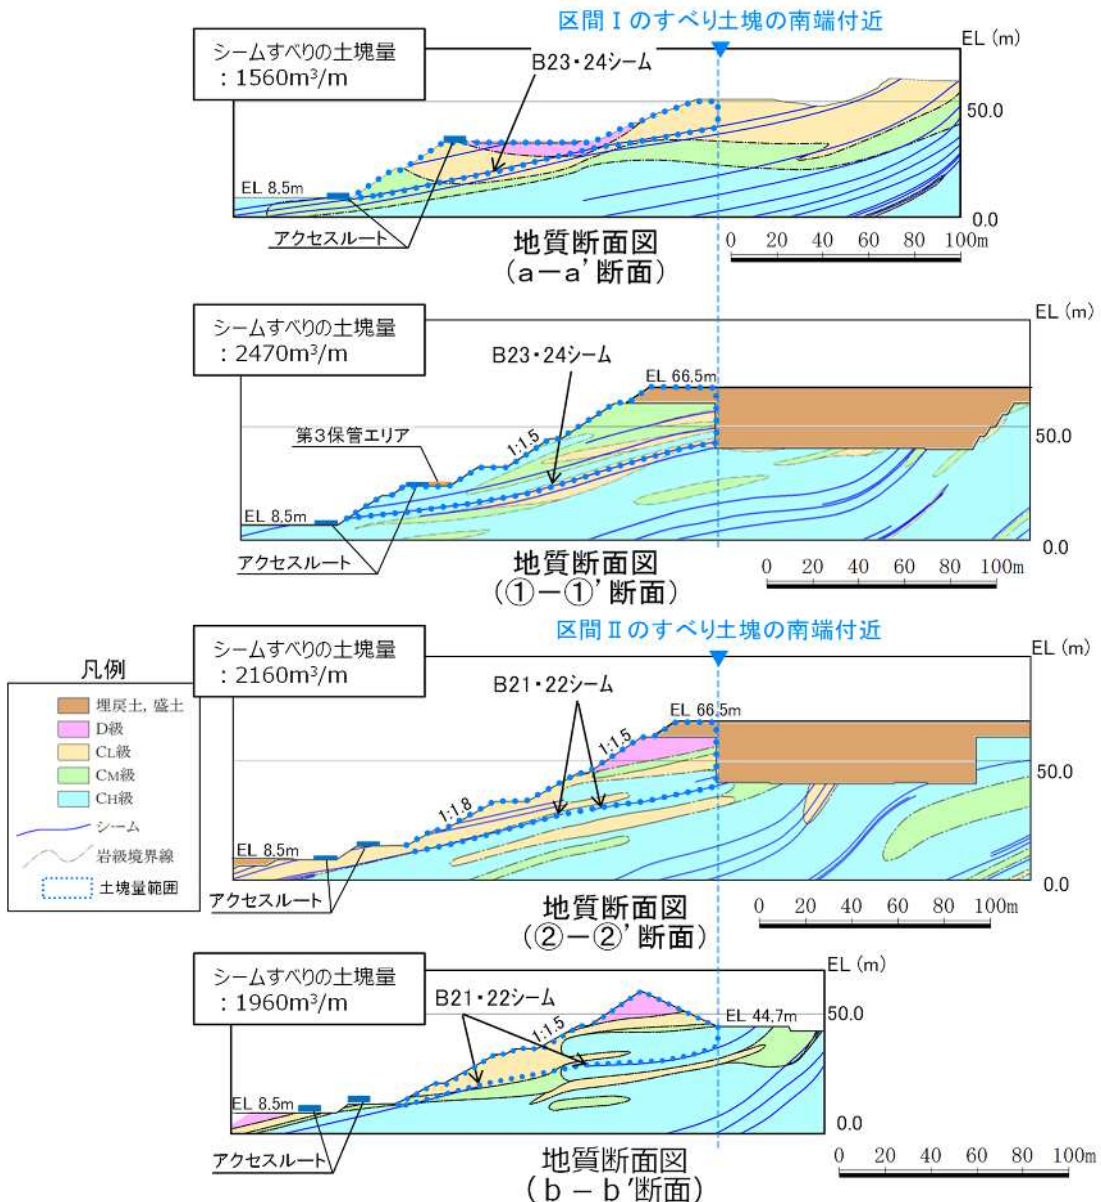 区間Ⅰのすべり土塊の南端付近
EL (m)
シームすべりの土塊量
: 1560m³/m
B23・24シーム
50.0
EL 8.5m
0.0
アクセスルート
地質断面図
(a-a'断面)
0 20 40 60 80 100m
EL (m)
シームすべりの土塊量
: 2470m³/m
B23・24シーム
EL 66.5m
第3保管エリア
1:1.5
50.0
EL 8.5m
アクセスルート
0.0
地質断面図
(①-①'断面)
0 20 40 60 80 100m
区間Ⅱのすべり土塊の南端付近
EL (m)
シームすべりの土塊量
: 2160m³/m
B21・22シーム
EL 66.5m
1:1.5
50.0
1:1.8
EL 8.5m
0.0
アクセスルート
地質断面図
(②-②'断面)
0 20 40 60 80 100m
凡例
埋戻土, 盛土
D級
CL級
CM級
CH級
シーム
岩級境界線
土塊量範囲
EL (m)
シームすべりの土塊量
: 1960m³/m
B21・22シーム
1:1.5
EL 44.7m
50.0
EL 8.5m
0.0
アクセスルート
地質断面図
(b-b'断面)
0 20 40 60 80 100m